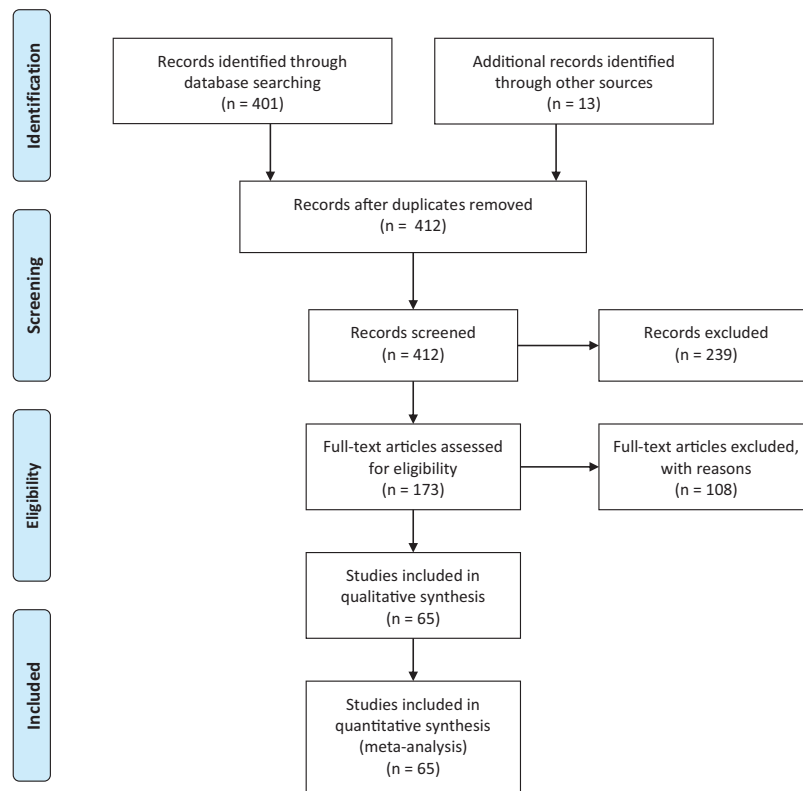 Identification
Records identified through
database searching
(n = 401)
Additional records identified
through other sources
(n = 13)
Records after duplicates removed
(n = 412)
Screening
Records screened
(n = 412)
Records excluded
(n = 239)
Eligibility
Full-text articles assessed
for eligibility
(n = 173)
Full-text articles excluded,
with reasons
(n = 108)
Studies included in
qualitative synthesis
(n = 65)
Included
Studies included in
quantitative synthesis
(meta-analysis)
(n = 65)